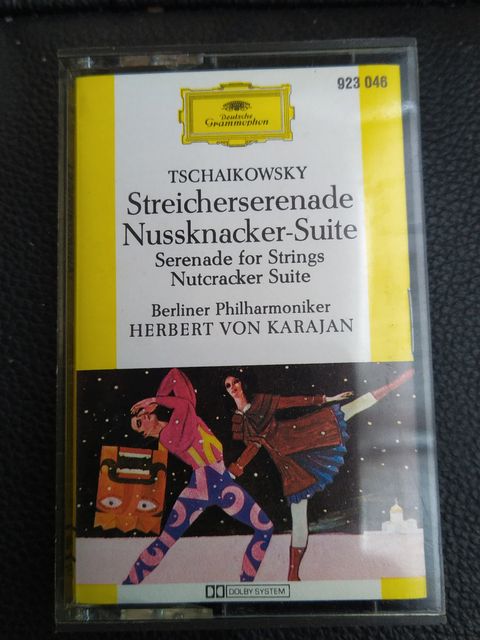 923 046
Deutsche
Grammophon
TSCHAIKOWSKY
Streicherserenade
Nussknacker-Suite
Serenade for Strings
Nutcracker Suite
Berliner Philharmoniker
HERBERT VON KARAJAN
DOLBY SYSTEM